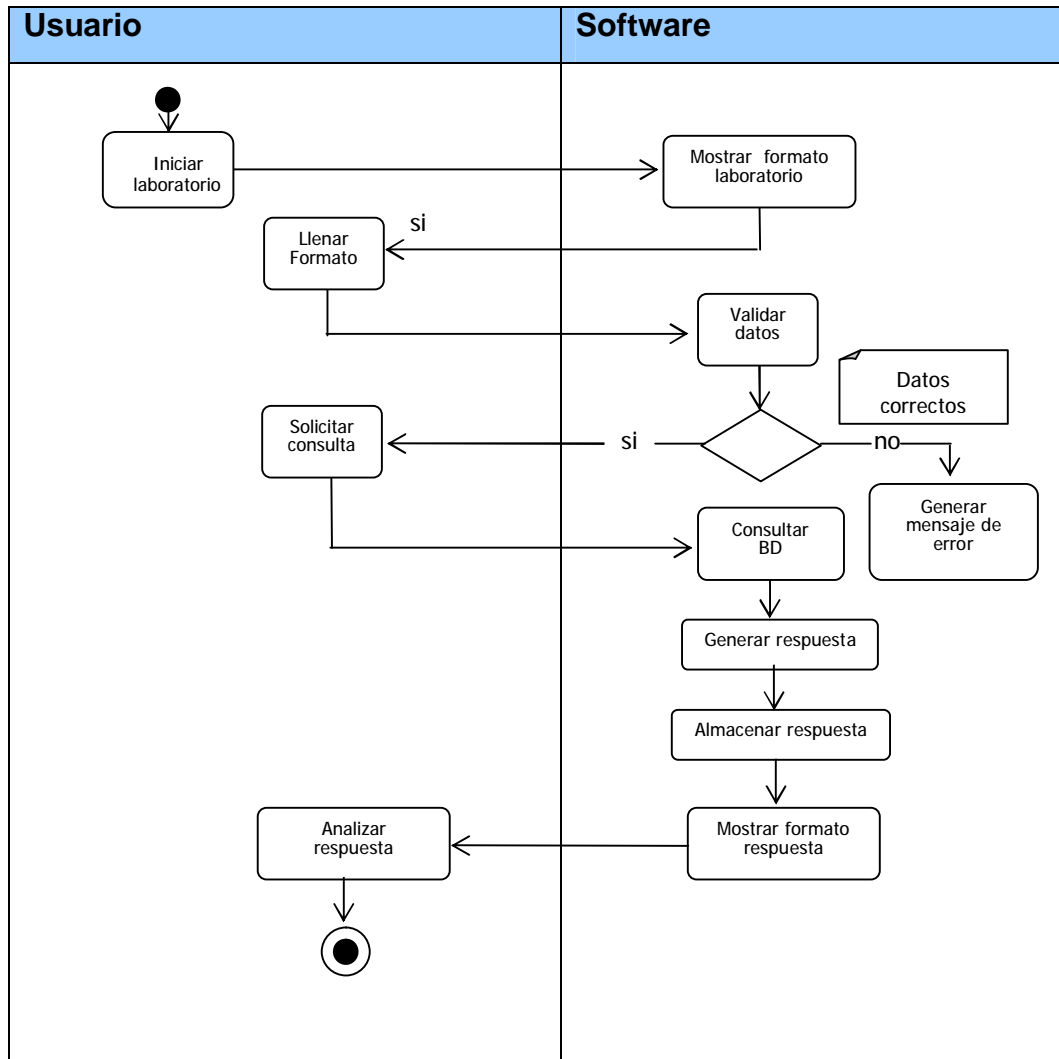 Usuario
Software
Iniciar
laboratorio
Mostrar formato
laboratorio
si
Llenar
Formato
Validar
datos
Datos
correctos
Solicitar
consulta
si
no
Generar
mensaje de
error
Consultar
BD
Generar respuesta
Almacenar respuesta
Analizar
respuesta
Mostrar formato
respuesta